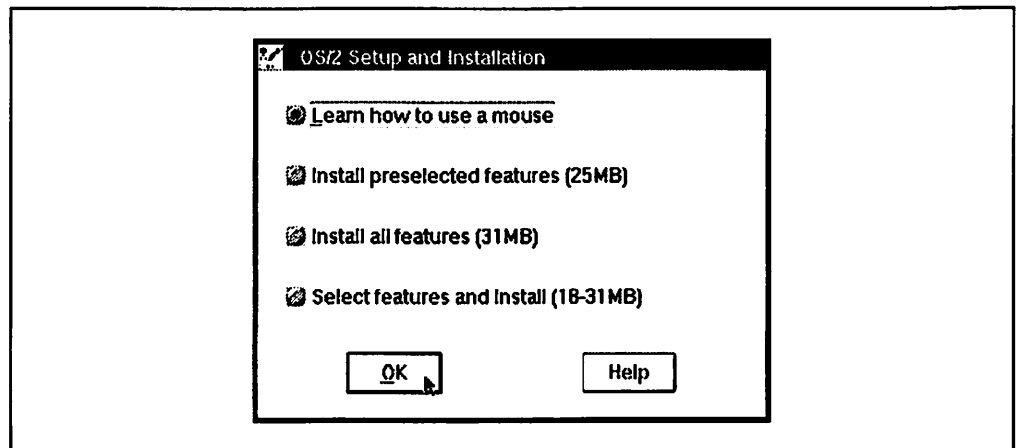 OS/2 Setup and Installation
Learn how to use a mouse
Install preselected features (25MB)
Install all features (31MB)
Select features and install (18-31MB)
OK
Help